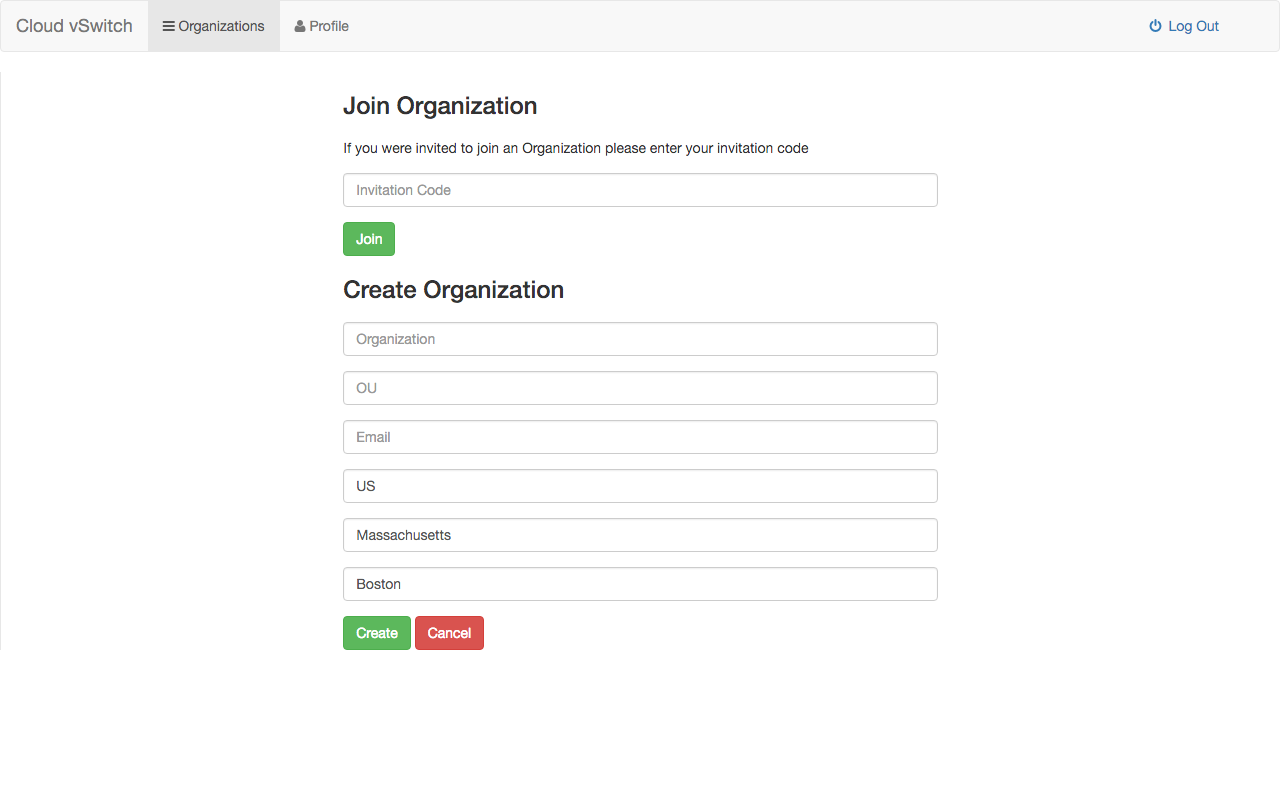 Cloud vSwitch Organizations Profile Log Out
Join Organization
If you were invited to join an Organization please enter your invitation code
Invitation Code
Join
Create Organization
Organization
OU
Email
US
Massachusetts
Boston
Create Cancel